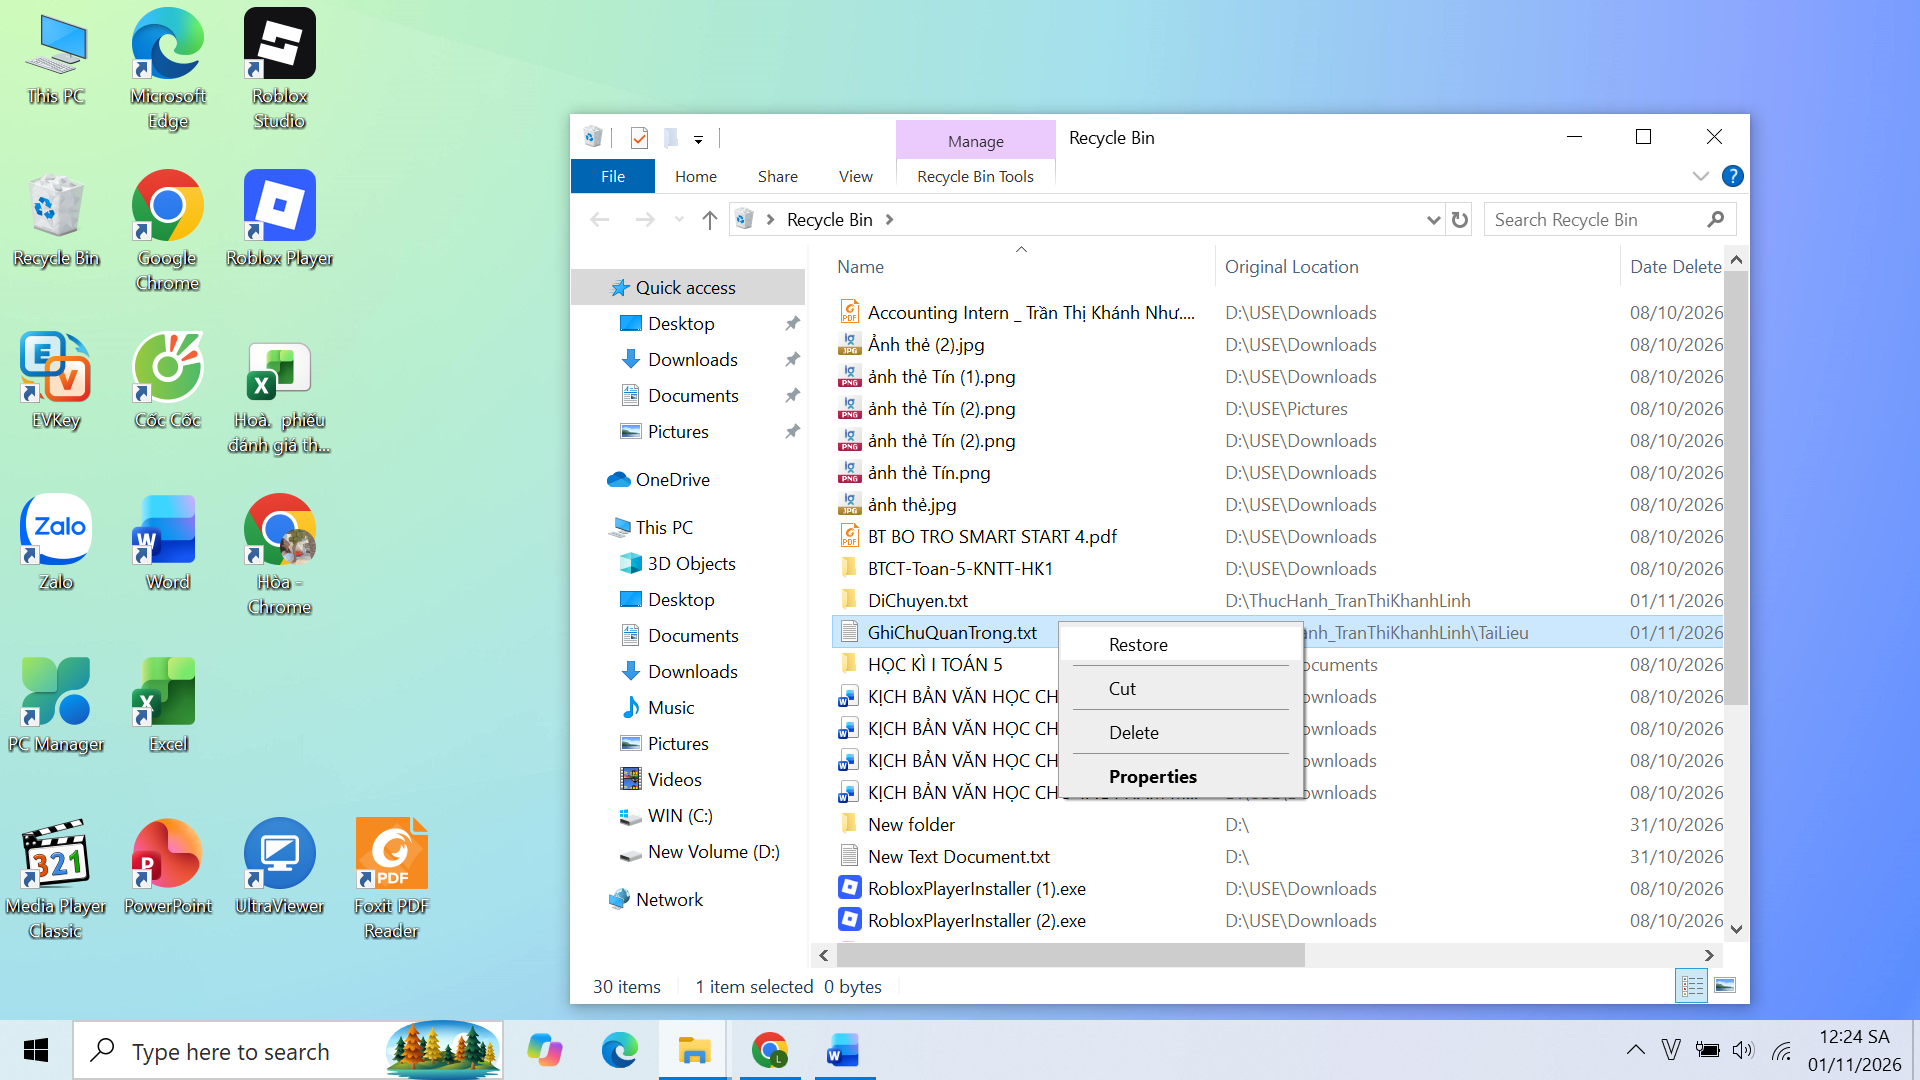 This PC
Microsoft
Edge
Roblox
Studio
Recycle Bin
Google
Chrome
Roblox Player
EVKey
Cốc Cốc
Hoà. phiếu
đánh giá th...
Zalo
Zalo
Word
Hòa -
Chrome
PC Manager
Excel
Media Player
Classic
PowerPoint
UltraViewer
Foxit PDF
Reader
Manage
Recycle Bin
File
Home
Share
View
Recycle Bin Tools
Recycle Bin
Search Recycle Bin
Quick access
Desktop
Downloads
Documents
Pictures
OneDrive
This PC
3D Objects
Desktop
Documents
Downloads
Music
Pictures
Videos
WIN (C:)
New Volume (D:)
Network
Name
Original Location
Date Delete
Accounting Intern _ Trần Thị Khánh Như.... D:\USE\Downloads 08/10/2026
Ảnh thẻ (2).jpg D:\USE\Downloads 08/10/2026
ảnh thẻ Tín (1).png D:\USE\Downloads 08/10/2026
ảnh thẻ Tín (2).png D:\USE\Pictures 08/10/2026
ảnh thẻ Tín (2).png D:\USE\Downloads 08/10/2026
ảnh thẻ Tín.png D:\USE\Downloads 08/10/2026
ảnh thẻ.jpg D:\USE\Downloads 08/10/2026
BT BO TRO SMART START 4.pdf D:\USE\Downloads 08/10/2026
BTCT-Toan-5-KNTT-HK1 D:\USE\Downloads 08/10/2026
DiChuyen.txt D:\ThucHanh_TranThiKhanhLinh 01/11/2026
GhiChuQuanTrong.txt anh_TranThiKhanhLinh\TaiLieu 01/11/2026
HỌC KÌ I TOÁN 5 ocuments 08/10/2026
KỊCH BẢN VĂN HỌC CH ownloads 08/10/2026
KỊCH BẢN VĂN HỌC CH ownloads 08/10/2026
KỊCH BẢN VĂN HỌC CH ownloads 08/10/2026
KỊCH BẢN VĂN HỌC CH ownloads 08/10/2026
New folder D:\ 31/10/2026
New Text Document.txt D:\ 31/10/2026
RobloxPlayerInstaller (1).exe D:\USE\Downloads 08/10/2026
RobloxPlayerInstaller (2).exe D:\USE\Downloads 08/10/2026
Restore
Cut
Delete
Properties
30 items
1 item selected 0 bytes
Type here to search
12:24 SA
01/11/2026